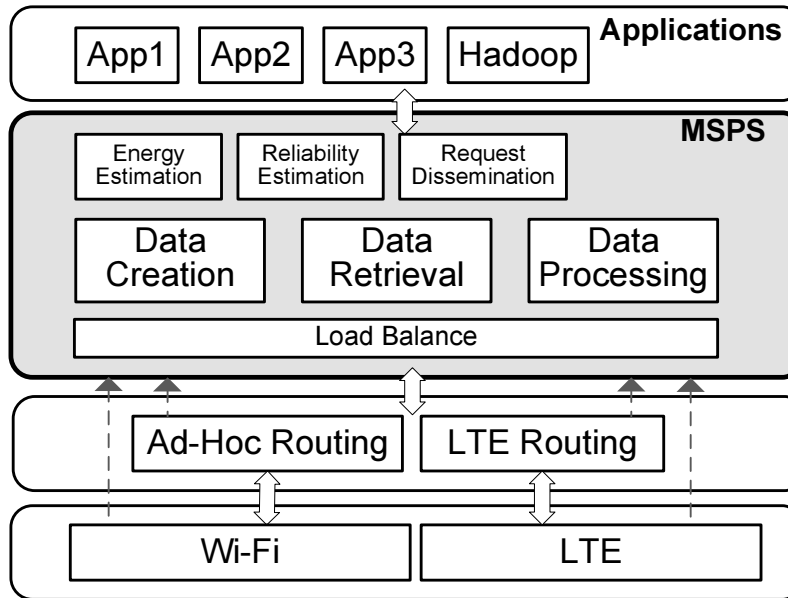 Applications
App1 App2 App3 Hadoop
MSPS
Energy
Estimation
Reliability
Estimation
Request
Dissemination
Data
Creation
Data
Retrieval
Data
Processing
Load Balance
Ad-Hoc Routing
LTE Routing
Wi-Fi
LTE